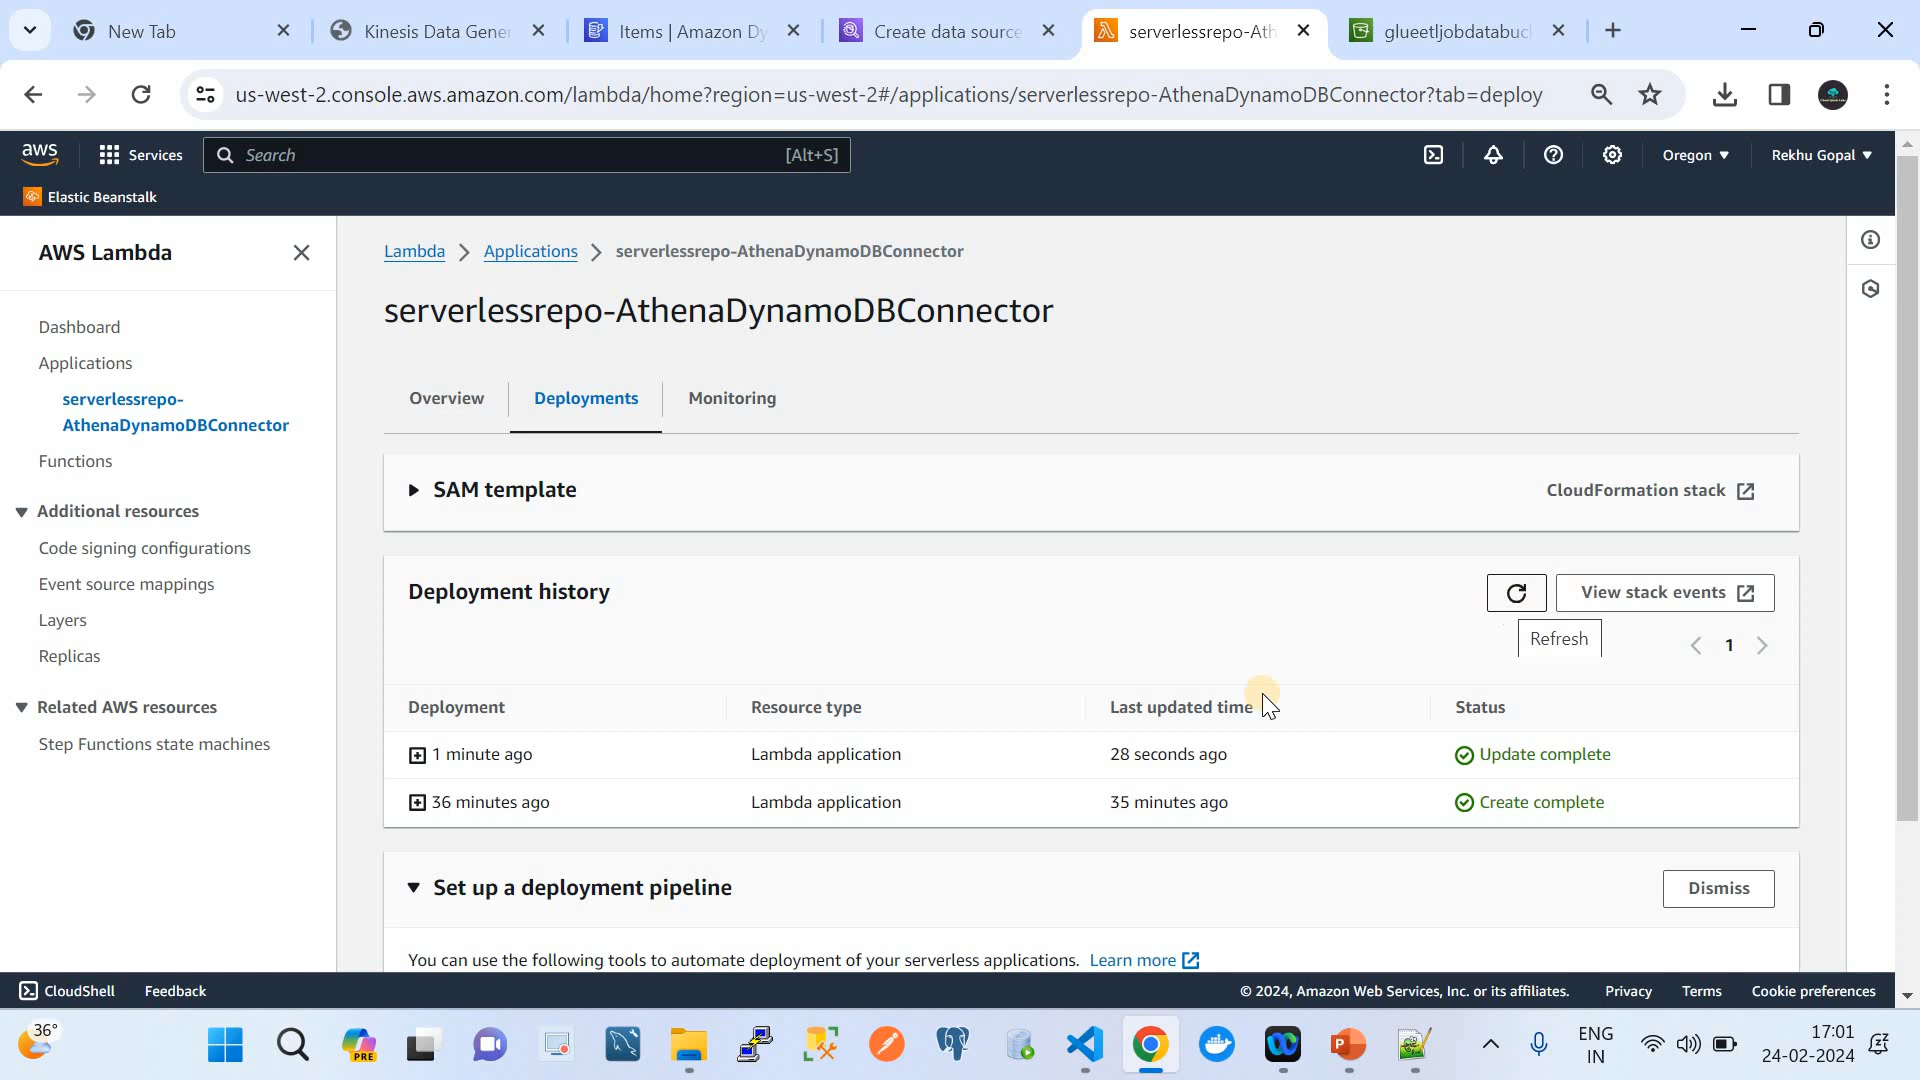 New Tab
Kinesis Data Gene
Items | Amazon Dy
Create data source
serverlessrepo-Ath
glueetljobdatabuc
us-west-2.console.aws.amazon.com/lambda/home?region=us-west-2#/applications/serverlessrepo-AthenaDynamoDBConnector?tab=deploy
aws
Services
Search
[Alt+S]
Oregon
Rekhu Gopal
Elastic Beanstalk
AWS Lambda
Dashboard
Applications
serverlessrepo-
AthenaDynamoDBConnector
Functions
Additional resources
Code signing configurations
Event source mappings
Layers
Replicas
Related AWS resources
Step Functions state machines
Lambda
Applications
serverlessrepo-AthenaDynamoDBConnector
serverlessrepo-AthenaDynamoDBConnector
Overview
Deployments
Monitoring
SAM template
CloudFormation stack
Deployment history
View stack events
Refresh
1
Deployment
Resource type
Last updated time
Status
1 minute ago
Lambda application
28 seconds ago
Update complete
36 minutes ago
Lambda application
35 minutes ago
Create complete
Set up a deployment pipeline
Dismiss
You can use the following tools to automate deployment of your serverless applications. Learn more
CloudShell
Feedback
© 2024, Amazon Web Services, Inc. or its affiliates.
Privacy
Terms
Cookie preferences
36°
PRE
ENG
IN
17:01
24-02-2024